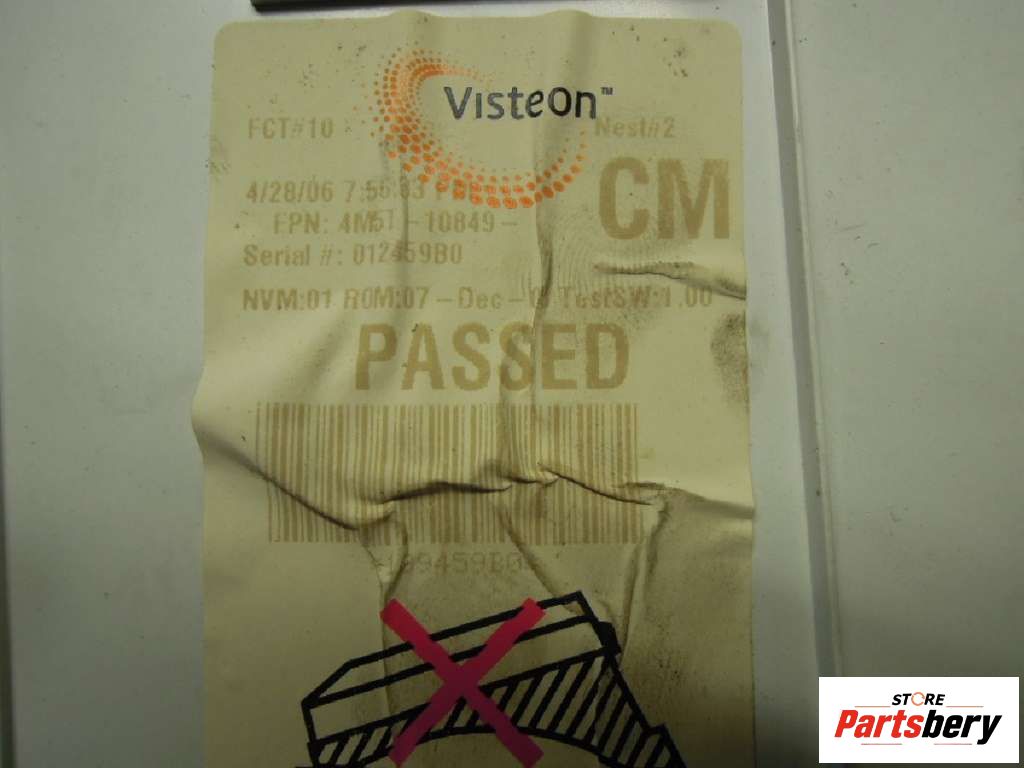 Visteon™
FCT#10 Nest#2
4/28/06
CM
FPN: 4M5T-10849-
Serial #: 012459B0
NVM:01 ROM:07-Dec- TestSW:1.00
PASSED
STORE
Partsbery